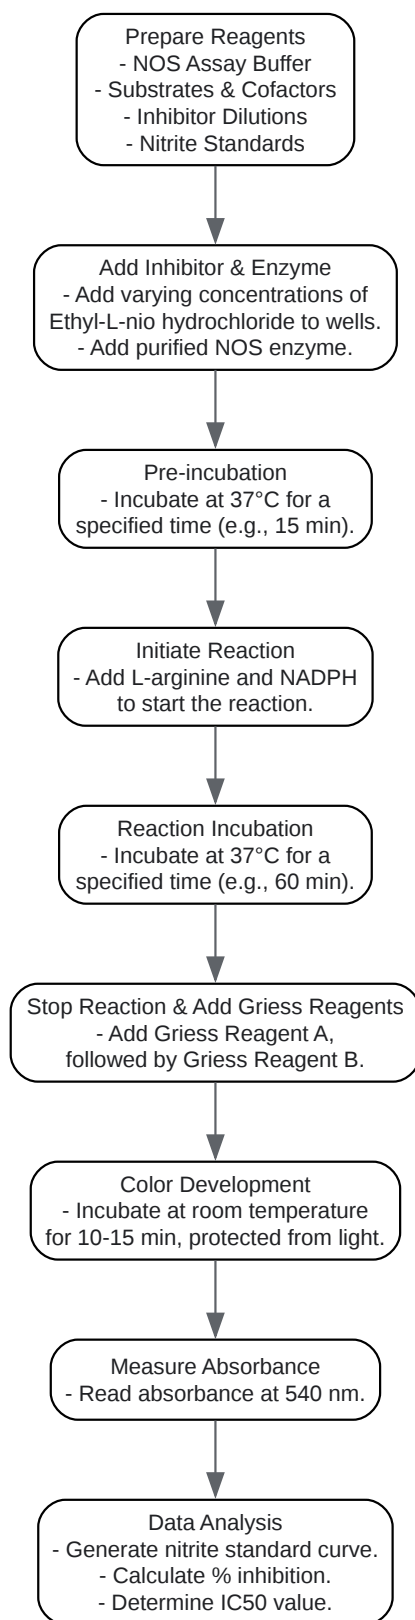 Prepare Reagents
- NOS Assay Buffer
- Substrates & Cofactors
- Inhibitor Dilutions
- Nitrite Standards
Add Inhibitor & Enzyme
- Add varying concentrations of
Ethyl-L-nio hydrochloride to wells.
- Add purified NOS enzyme.
Pre-incubation
- Incubate at 37°C for a
specified time (e.g., 15 min).
Initiate Reaction
- Add L-arginine and NADPH
to start the reaction.
Reaction Incubation
- Incubate at 37°C for a
specified time (e.g., 60 min).
Stop Reaction & Add Griess Reagents
- Add Griess Reagent A,
followed by Griess Reagent B.
Color Development
- Incubate at room temperature
for 10-15 min, protected from light.
Measure Absorbance
- Read absorbance at 540 nm.
Data Analysis
- Generate nitrite standard curve.
- Calculate % inhibition.
- Determine IC50 value.